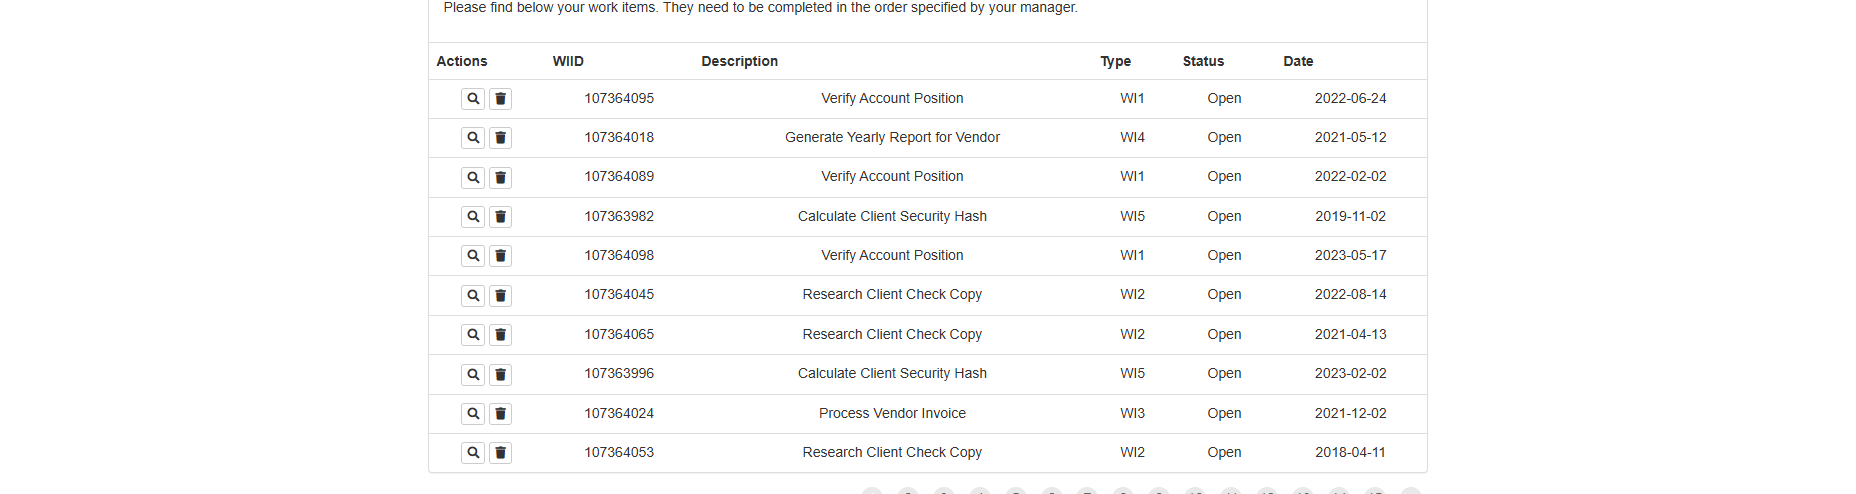 Please find below your work items. They need to be completed in the order specified by your manager.
Actions WIID Description Type Status Date
107364095 Verify Account Position WI1 Open 2022-06-24
107364018 Generate Yearly Report for Vendor WI4 Open 2021-05-12
107364089 Verify Account Position WI1 Open 2022-02-02
107363982 Calculate Client Security Hash WI5 Open 2019-11-02
107364098 Verify Account Position WI1 Open 2023-05-17
107364045 Research Client Check Copy WI2 Open 2022-08-14
107364065 Research Client Check Copy WI2 Open 2021-04-13
107363996 Calculate Client Security Hash WI5 Open 2023-02-02
107364024 Process Vendor Invoice WI3 Open 2021-12-02
107364053 Research Client Check Copy WI2 Open 2018-04-11